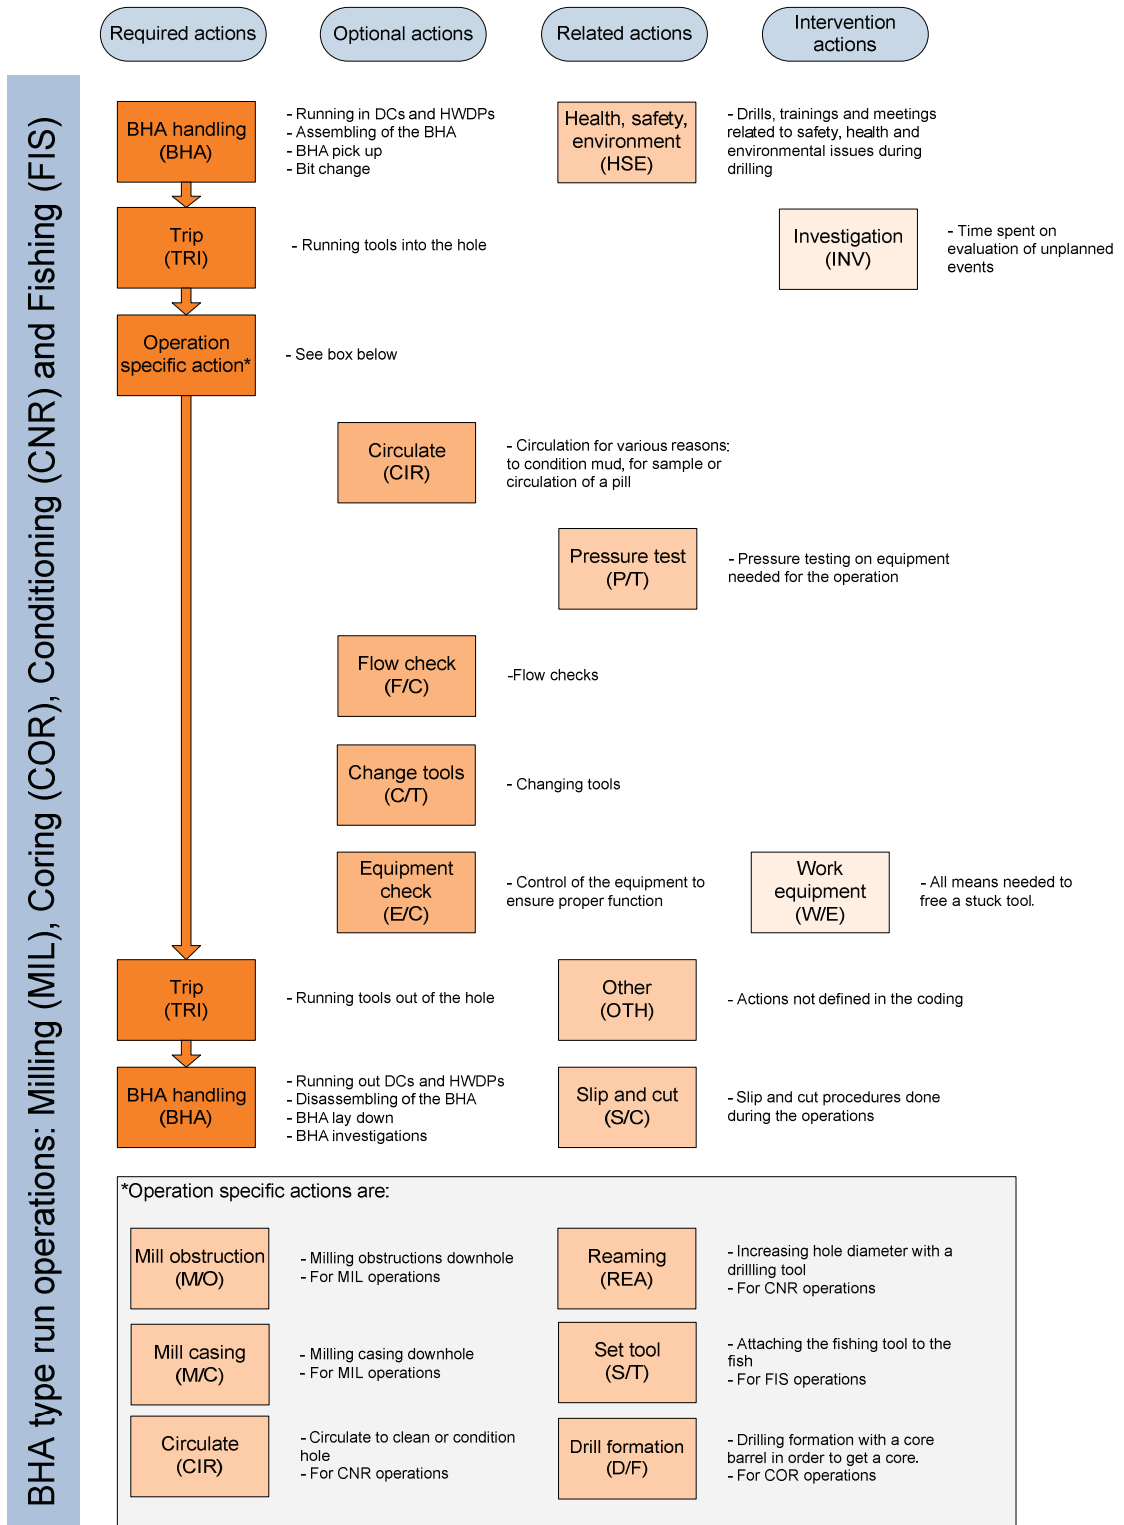 Required actions
Optional actions
Related actions
Intervention
actions
BHA type run operations: Milling (MIL), Coring (COR), Conditioning (CNR) and Fishing (FIS)
BHA handling
(BHA)
- Running in DCs and HWDPs
- Assembling of the BHA
- BHA pick up
- Bit change
Health, safety,
environment
(HSE)
- Drills, trainings and meetings
related to safety, health and
environmental issues during
drilling
Trip
(TRI)
- Running tools into the hole
Investigation
(INV)
- Time spent on
evaluation of unplanned
events
Operation
specific action*
- See box below
Circulate
(CIR)
- Circulation for various reasons:
to condition mud, for sample or
circulation of a pill
Pressure test
(P/T)
- Pressure testing on equipment
needed for the operation
Flow check
(F/C)
-Flow checks
Change tools
(C/T)
- Changing tools
Equipment
check
(E/C)
- Control of the equipment to
ensure proper function
Work
equipment
(W/E)
- All means needed to
free a stuck tool.
Trip
(TRI)
- Running tools out of the hole
Other
(OTH)
- Actions not defined in the coding
BHA handling
(BHA)
- Running out DCs and HWDPs
- Disassembling of the BHA
- BHA lay down
- BHA investigations
Slip and cut
(S/C)
- Slip and cut procedures done
during the operations
*Operation specific actions are:
Mill obstruction
(M/O)
- Milling obstructions downhole
- For MIL operations
Reaming
(REA)
- Increasing hole diameter with a
drillling tool
- For CNR operations
Mill casing
(M/C)
- Milling casing downhole
- For MIL operations
Set tool
(S/T)
- Attaching the fishing tool to the
fish
- For FIS operations
Circulate
(CIR)
- Circulate to clean or condition
hole
- For CNR operations
Drill formation
(D/F)
- Drilling formation with a core
barrel in order to get a core.
- For COR operations